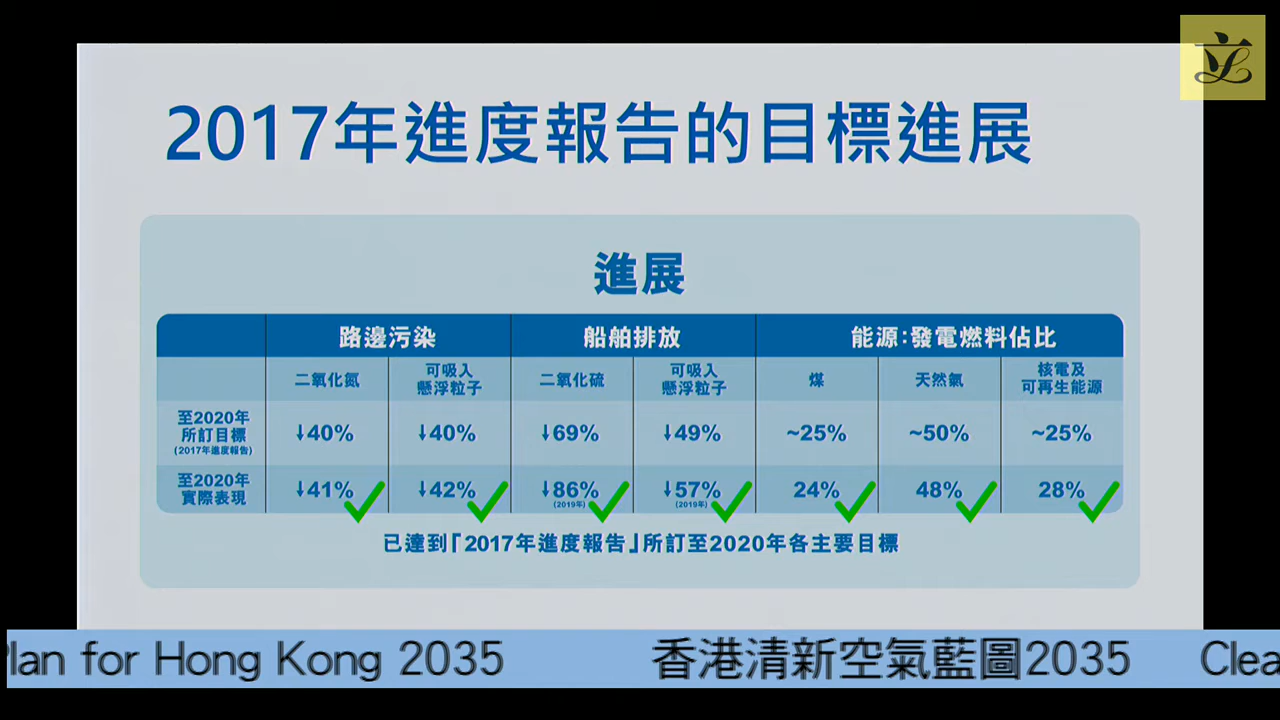 2017年進度報告的目標進展
進展
路邊污染 船舶排放 能源:發電燃料佔比
二氧化氮 可吸入懸浮粒子 二氧化硫 可吸入懸浮粒子 煤 天然氣 核電及可再生能源
至2020年
所訂目標
(2017年進度報告)
↓40% ↓40% ↓69% ↓49% ~25% ~50% ~25%
至2020年
實際表現
↓41% ↓42% ↓86% (2019年) ↓57% (2019年) 24% 48% 28%
已達到「2017年進度報告」所訂至2020年各主要目標
Plan for Hong Kong 2035 香港清新空氣藍圖2035 Clea